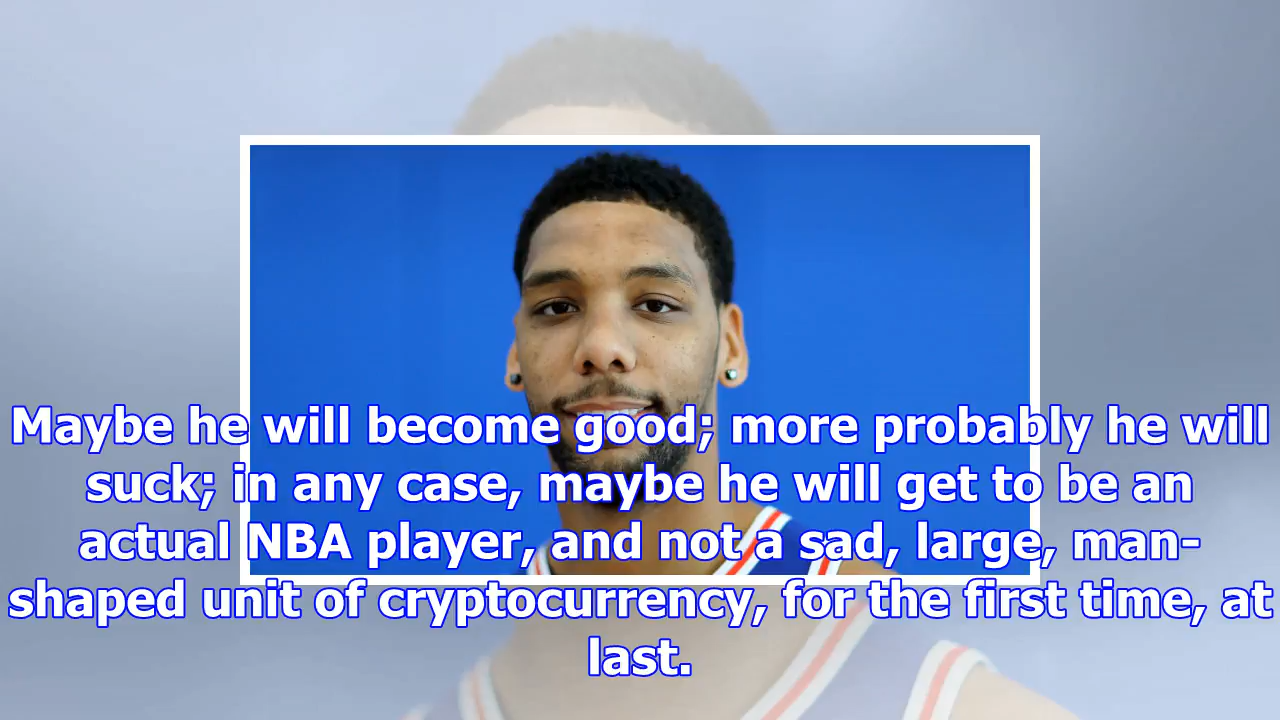 Maybe he will become good; more probably he will
suck; in any case, maybe he will get to be an
actual NBA player, and not a sad, large, man-
shaped unit of cryptocurrency, for the first time, at
last.